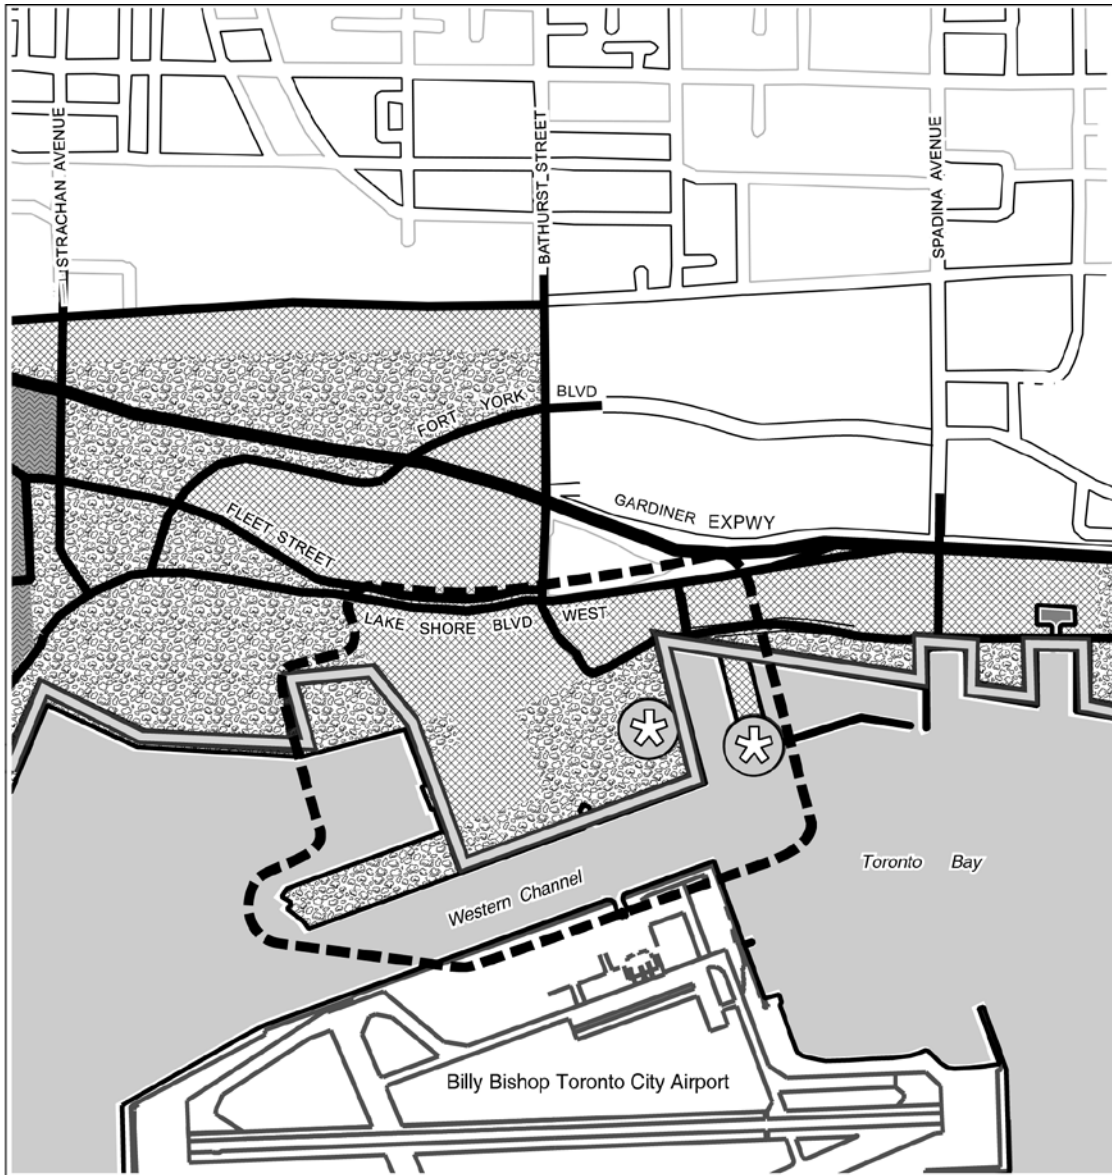 STRACHAN AVENUE
BATHURST STREET
SPADINA AVENUE
FORT YORK BLVD
GARDINER EXPWY
FLEET STREET
LAKE SHORE BLVD WEST
Toronto Bay
Western Channel
Billy Bishop Toronto City Airport